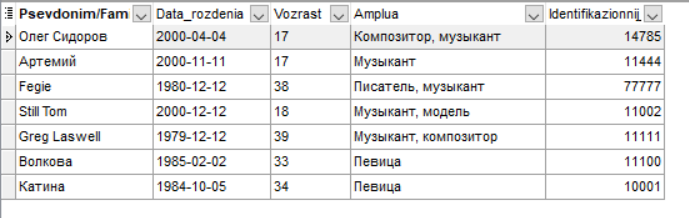 Psevdonim/Fam Data_rozdenia Vozrast Amplua Identifikazionnij
Олег Сидоров 2000-04-04 17 Композитор, музыкант 14785
Артемий 2000-11-11 17 Музыкант 11444
Fegie 1980-12-12 38 Писатель, музыкант 77777
Still Tom 2000-12-12 18 Музыкант, модель 11002
Greg Laswell 1979-12-12 39 Музыкант, композитор 11111
Волкова 1985-02-02 33 Певица 11100
Катина 1984-10-05 34 Певица 10001